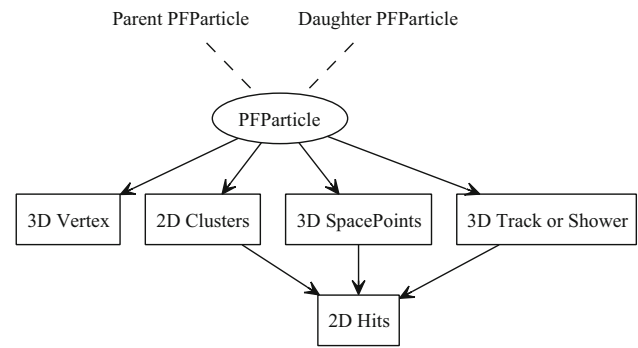 Parent PFParticle Daughter PFParticle
PFParticle
3D Vertex 2D Clusters 3D SpacePoints 3D Track or Shower
2D Hits